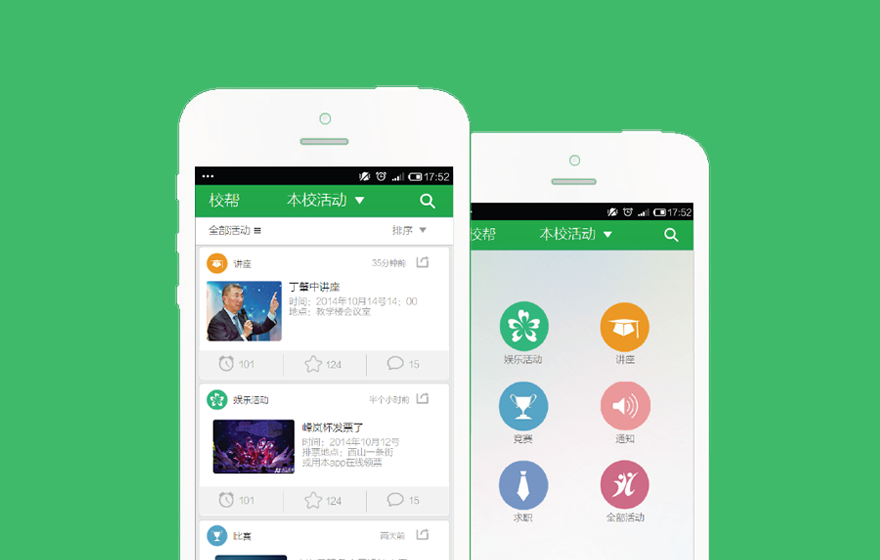 17:52
校帮 本校活动
全部活动 排序
讲座 35分钟前
丁肇中讲座
时间：2014年10月14号14：00
地点：教学楼会议室
101 124 15
娱乐活动 半个小时前
峰岚杯发票了
时间：2014年10月12号
排票地点：西山一条街
或用本app在线领票
101 124 15
比赛 两天前
17:52
校帮 本校活动
娱乐活动 讲座
竞赛 通知
求职 全部活动